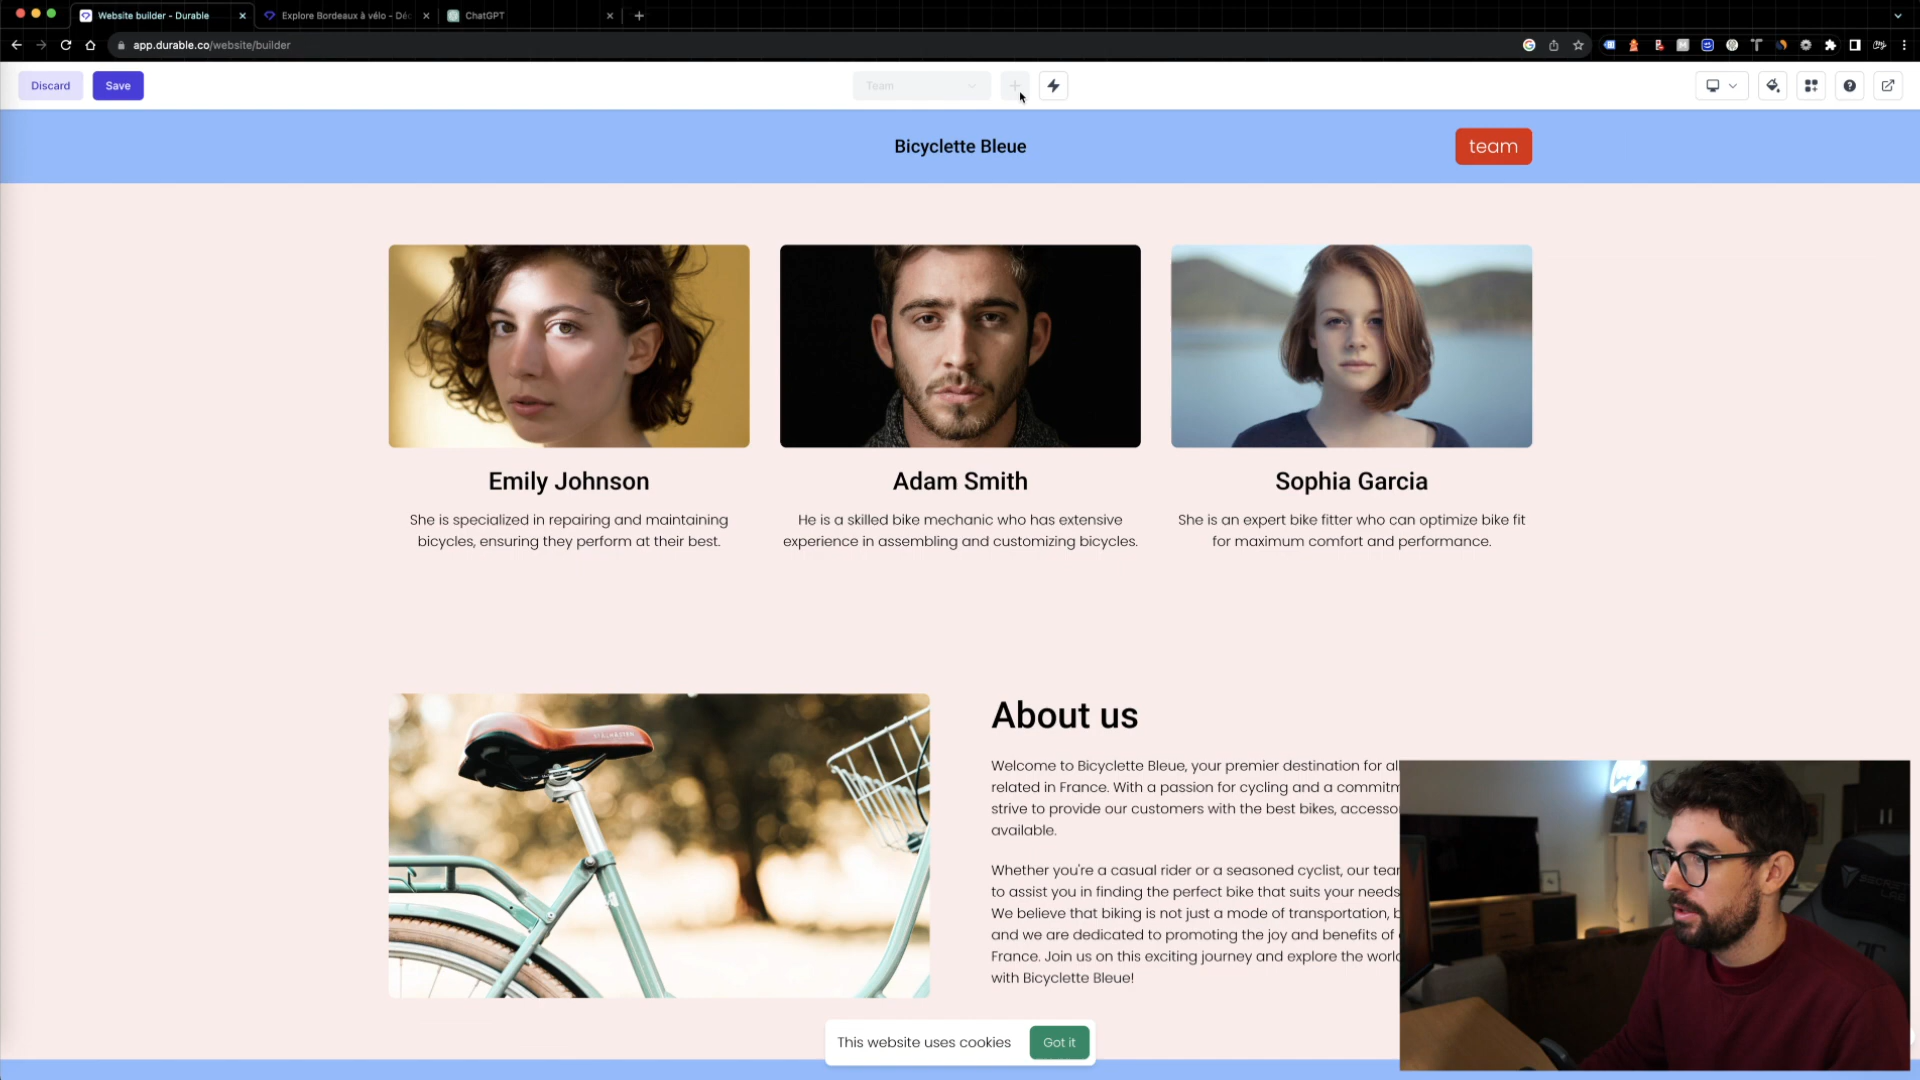 Website builder - Durable
Explore Bordeaux à vélo - Dé
ChatGPT
app.durable.co/website/builder
Discard
Save
Team
Bicyclette Bleue
team
Emily Johnson
Adam Smith
Sophia Garcia
She is specialized in repairing and maintaining
bicycles, ensuring they perform at their best.
He is a skilled bike mechanic who has extensive
experience in assembling and customizing bicycles.
She is an expert bike fitter who can optimize bike fit
for maximum comfort and performance.
About us
Welcome to Bicyclette Bleue, your premier destination for al
related in France. With a passion for cycling and a commitm
strive to provide our customers with the best bikes, accesso
available.
Whether you're a casual rider or a seasoned cyclist, our tear
to assist you in finding the perfect bike that suits your needs
We believe that biking is not just a mode of transportation, b
and we are dedicated to promoting the joy and benefits of
France. Join us on this exciting journey and explore the world
with Bicyclette Bleue!
This website uses cookies
Got it